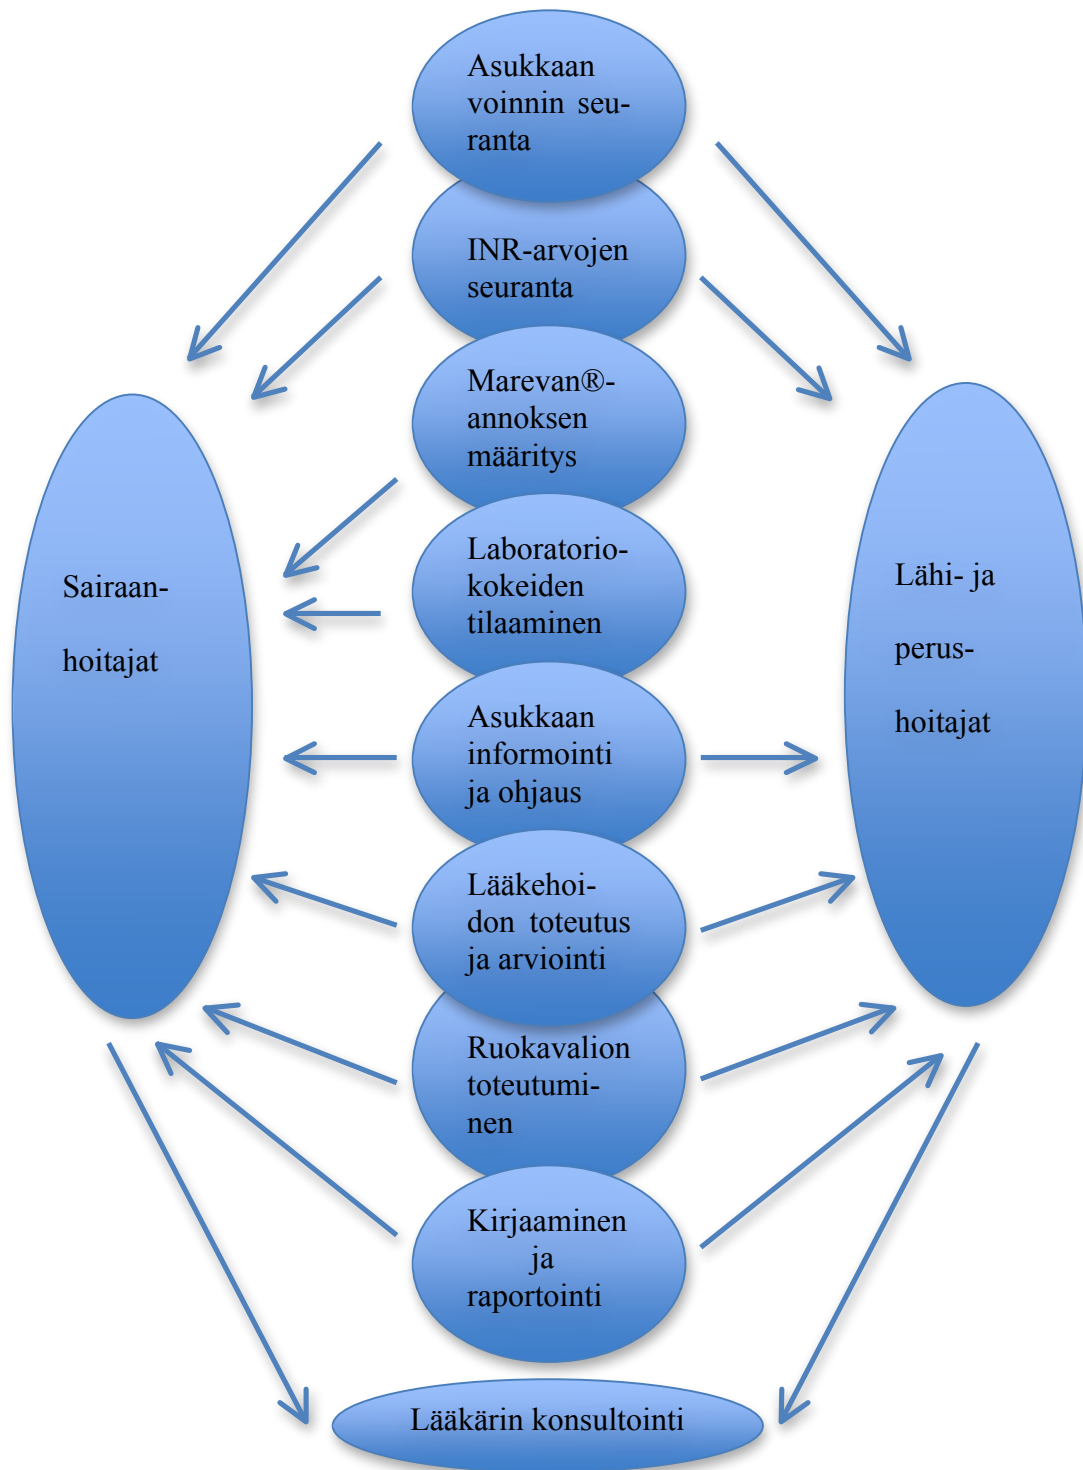 Asukkaan
voinnin seu-
ranta
INR-arvojen
seuranta
Marevan®-
annoksen
määritys
Laboratorio-
kokeiden
tilaaminen
Asukkaan
informointi
ja ohjaus
Lääkehoi-
don toteutus
ja arviointi
Ruokavalion
toteutumi-
nen
Kirjaaminen
ja
raportointi
Sairaan-
hoitajat
Lähi- ja
perus-
hoitajat
Lääkärin konsultointi